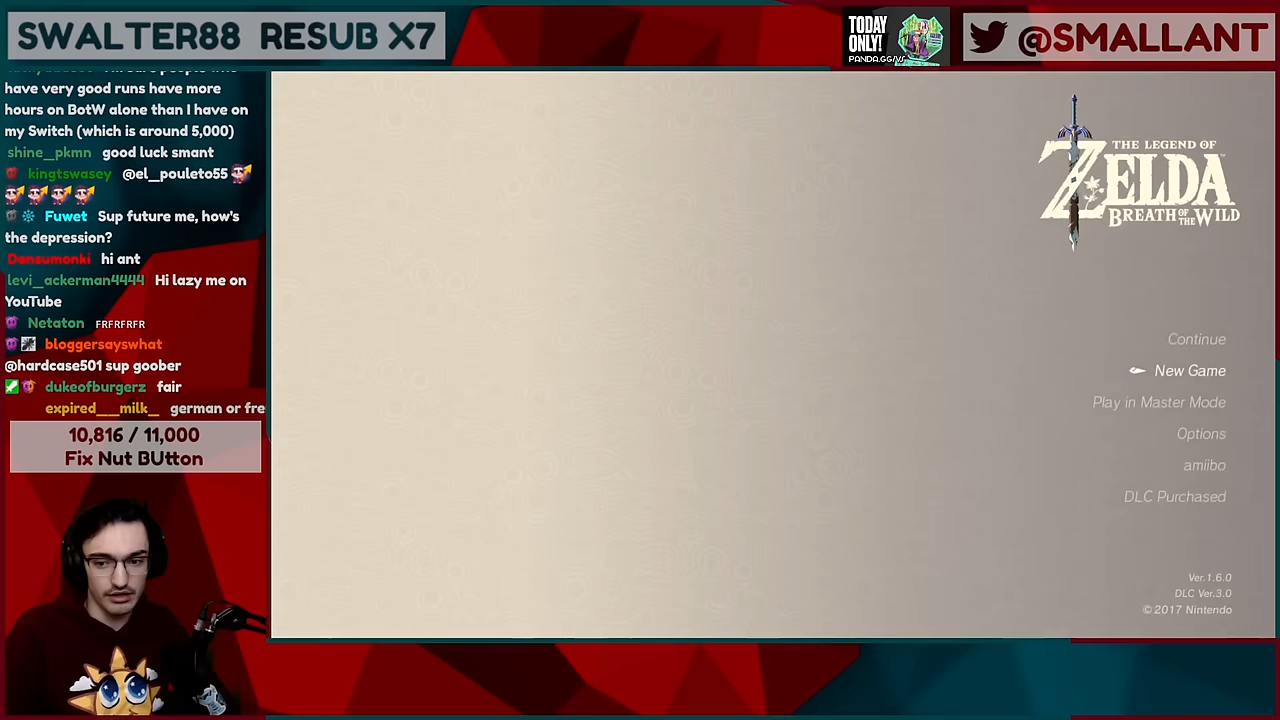 SWALTER88 RESUB X7
TODAY
ONLY!
PANDA.GG/VS
@SMALLANT
have very good runs have more
hours on BotW alone than I have on
my Switch (which is around 5,000)
shine__pkmn good luck smant
kingtswasey @el_pouleto55
Fuwet Sup future me, how's
the depression?
Densumonki hi ant
levi_ackerman4444 Hi lazy me on
YouTube
Netaton FRFRFRFR
bloggersayswhat
@hardcase501 sup goober
dukeofburgerz fair
expired__milk_ german or fre
10,816 / 11,000
Fix Nut BUtton
THE LEGEND OF
ZELDA
BREATH OF THE WILD
Continue
New Game
Play in Master Mode
Options
amiibo
DLC Purchased
Ver.1.6.0
DLC Ver.3.0
© 2017 Nintendo